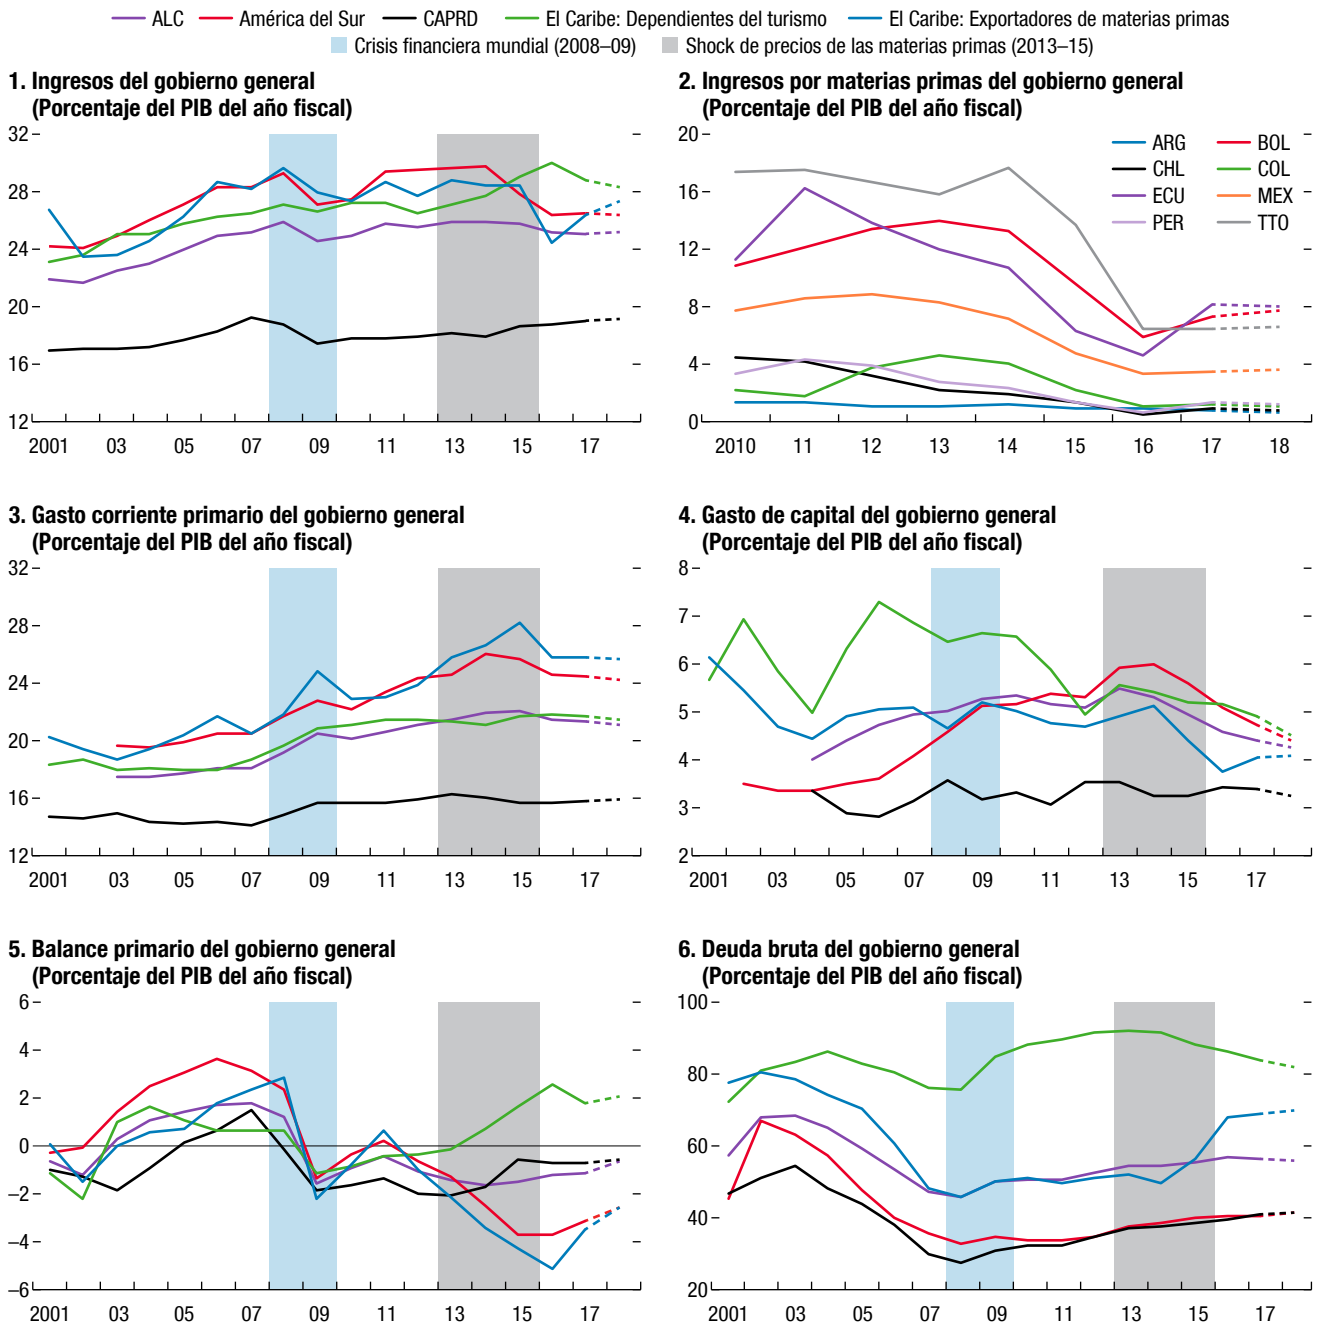 ALC América del Sur CAPRD El Caribe: Dependientes del turismo El Caribe: Exportadores de materias primas
Crisis financiera mundial (2008–09) Shock de precios de las materias primas (2013–15)
1. Ingresos del gobierno general
(Porcentaje del PIB del año fiscal)
32
28
24
20
16
12
2001 03 05 07 09 11 13 15 17
2. Ingresos por materias primas del gobierno general
(Porcentaje del PIB del año fiscal)
20
16
12
8
4
0
ARG BOL
CHL COL
ECU MEX
PER TTO
2010 11 12 13 14 15 16 17 18
3. Gasto corriente primario del gobierno general
(Porcentaje del PIB del año fiscal)
32
28
24
20
16
12
2001 03 05 07 09 11 13 15 17
4. Gasto de capital del gobierno general
(Porcentaje del PIB del año fiscal)
8
7
6
5
4
3
2
2001 03 05 07 09 11 13 15 17
5. Balance primario del gobierno general
(Porcentaje del PIB del año fiscal)
6
4
2
0
–2
–4
–6
2001 03 05 07 09 11 13 15 17
6. Deuda bruta del gobierno general
(Porcentaje del PIB del año fiscal)
100
80
60
40
20
2001 03 05 07 09 11 13 15 17